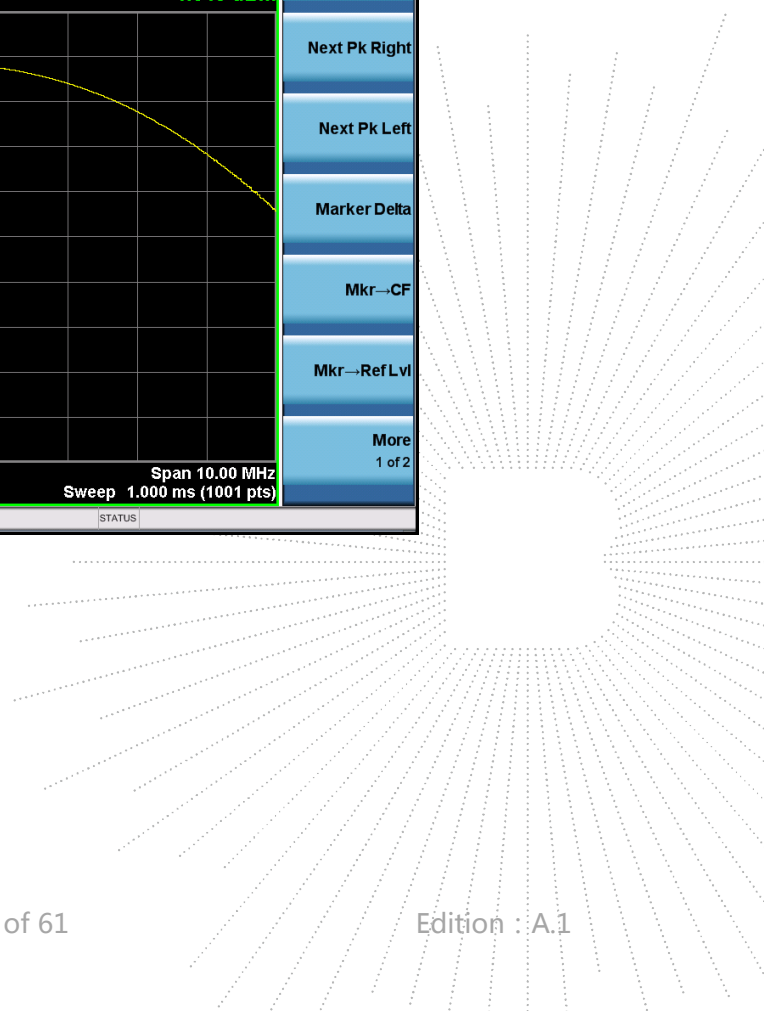 Next Pk Right
Next Pk Left
Marker Delta
Mkr→CF
Mkr→Ref Lvl
More
1 of 2
Span 10.00 MHz
Sweep 1.000 ms (1001 pts)
STATUS
of 61 Edition : A.1